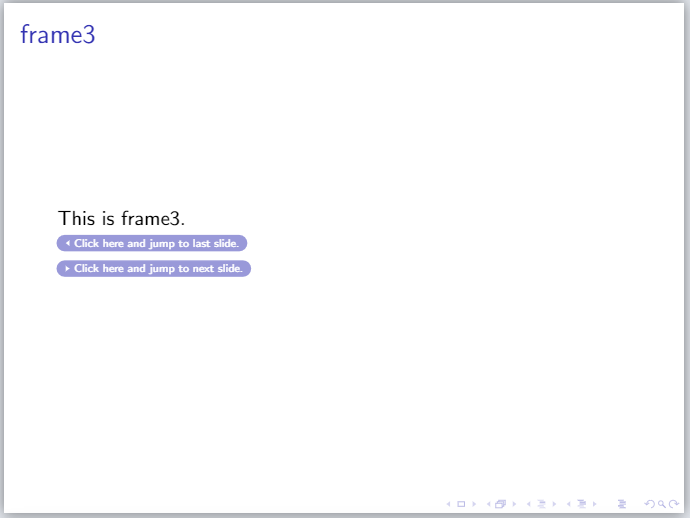 frame3
This is frame3.
Click here and jump to last slide.
Click here and jump to next slide.